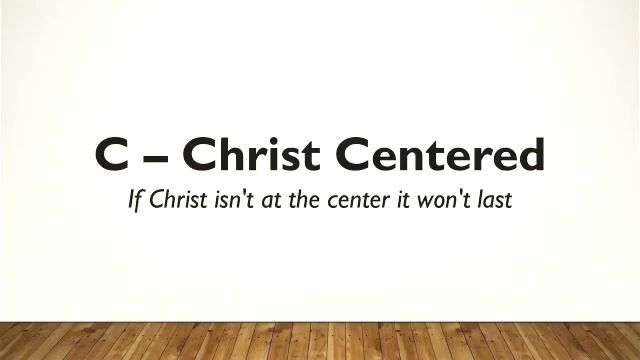 C – Christ Centered
If Christ isn't at the center it won't last